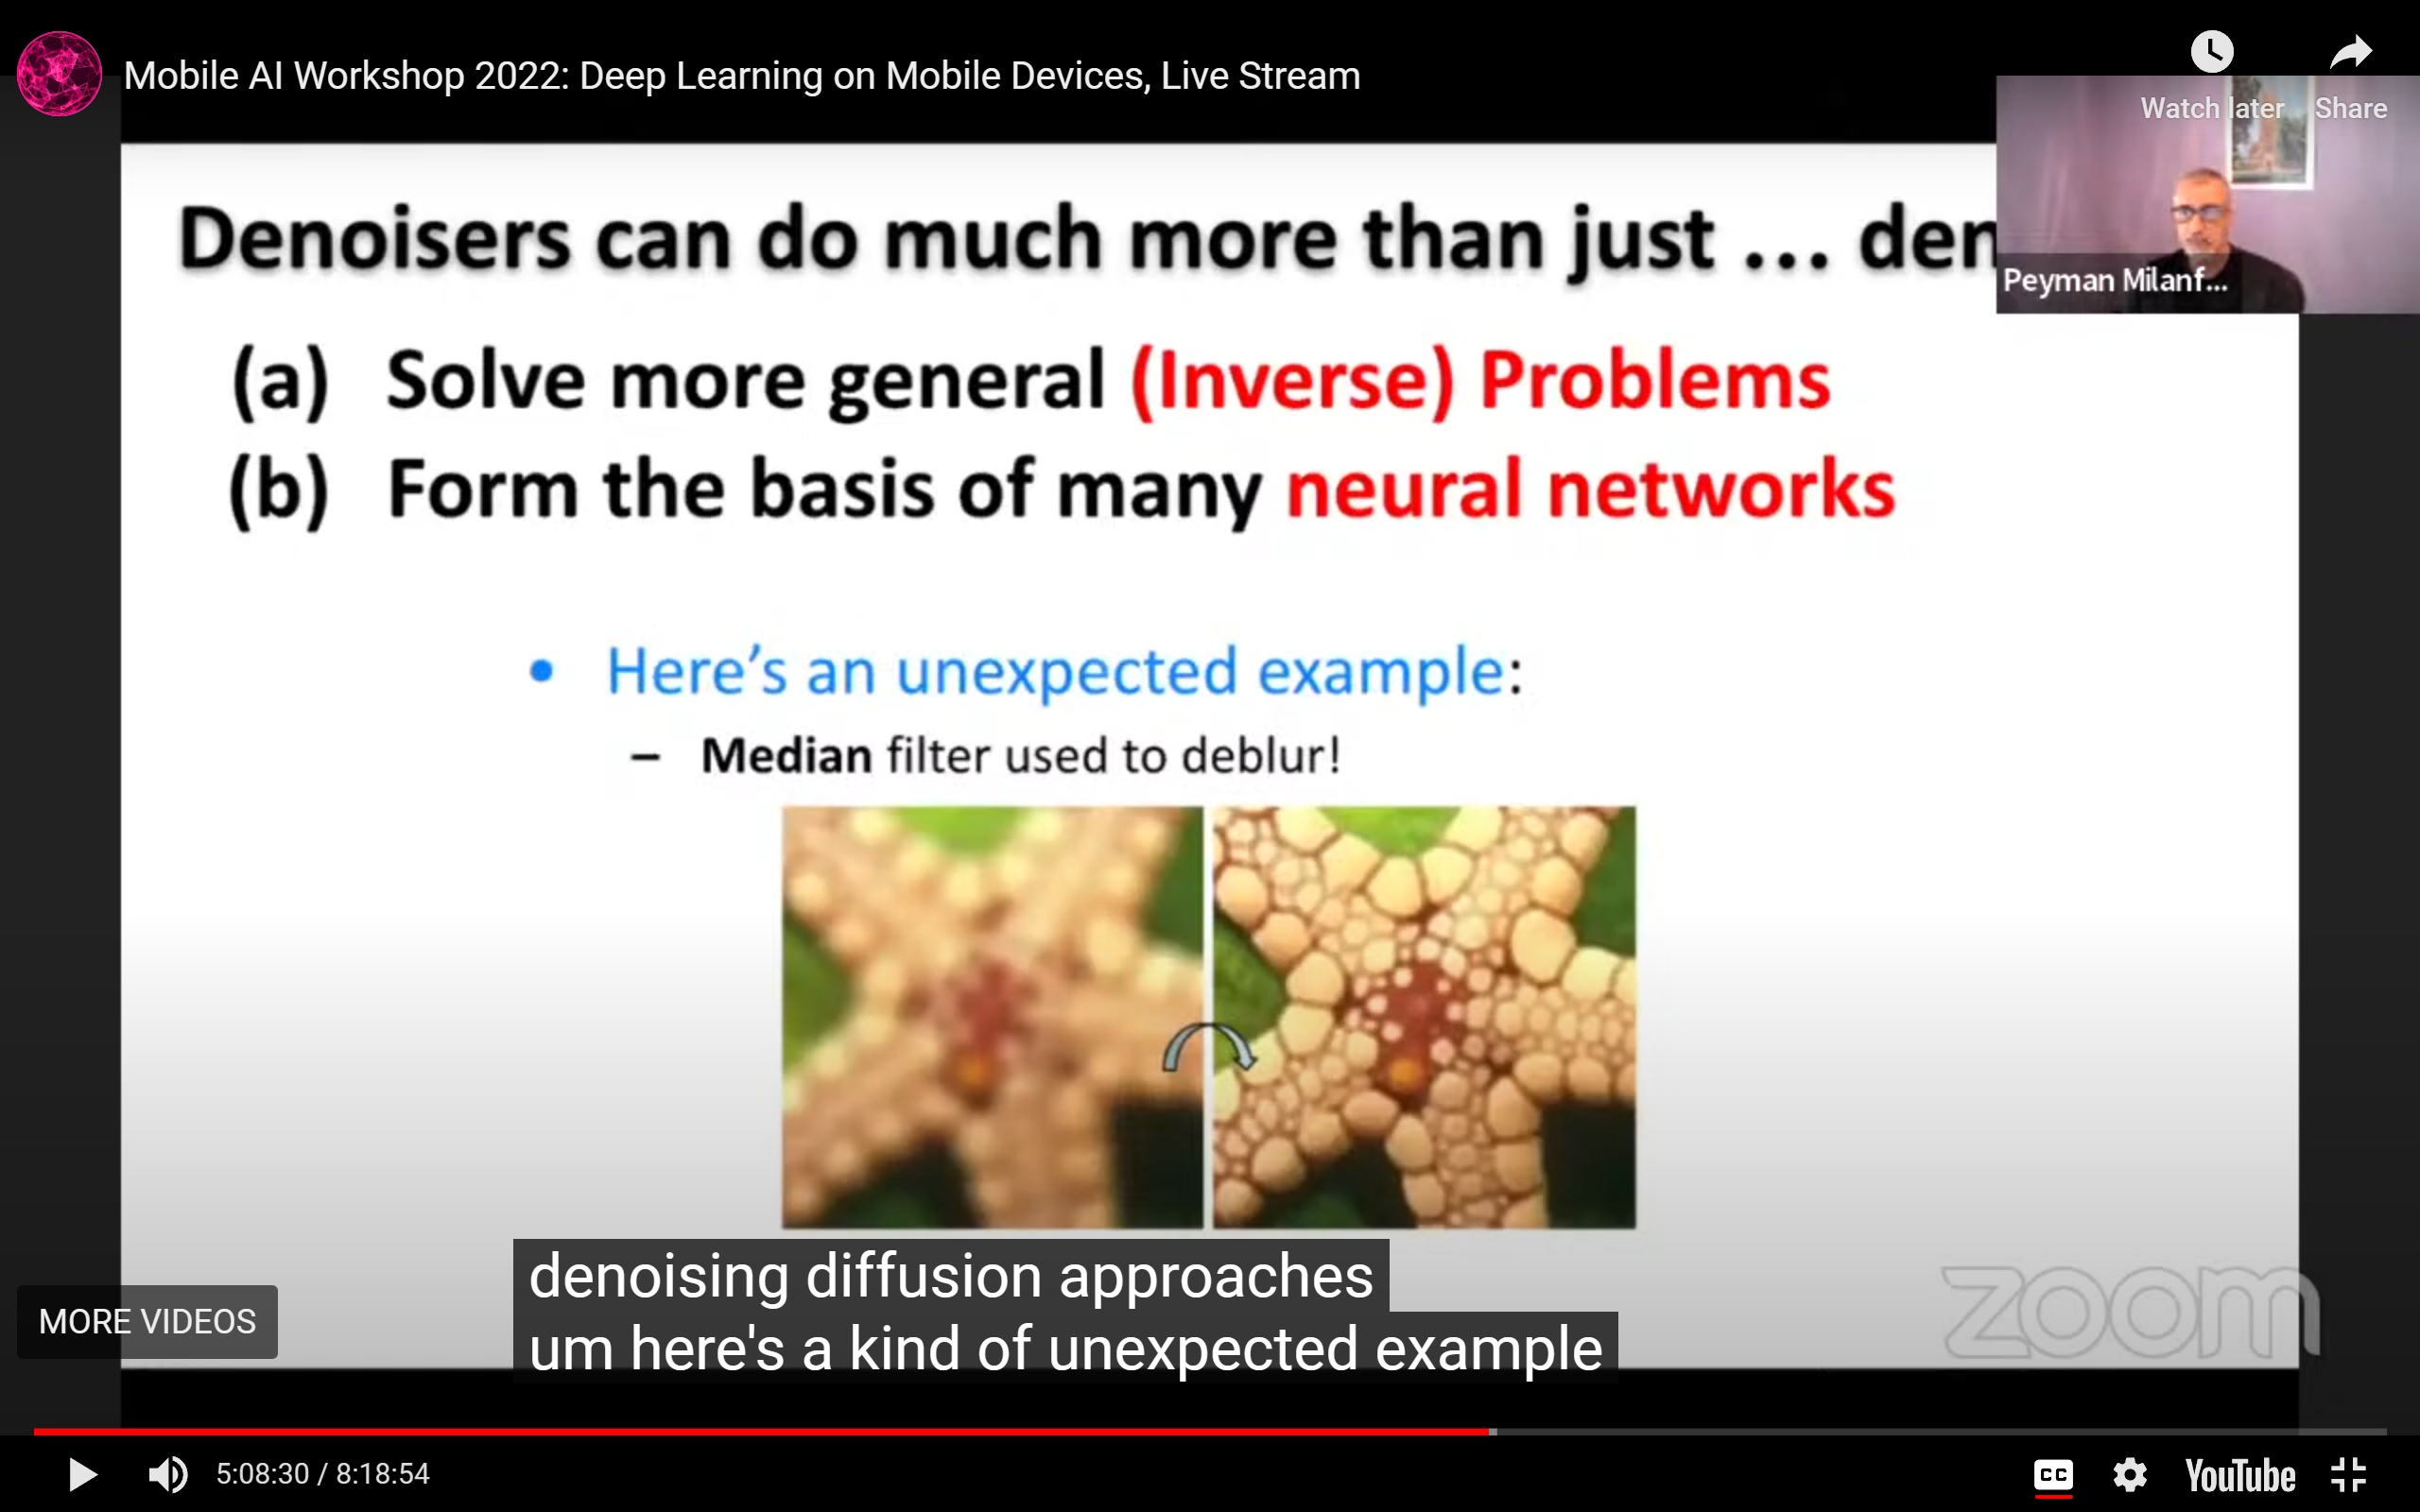 Mobile AI Workshop 2022: Deep Learning on Mobile Devices, Live Stream
Watch later
Share
Denoisers can do much more than just ... den
Peyman Milanf...
(a) Solve more general (Inverse) Problems
(b) Form the basis of many neural networks
• Here's an unexpected example:
– Median filter used to deblur!
denoising diffusion approaches
um here's a kind of unexpected example
zoom
MORE VIDEOS
5:08:30 / 8:18:54
CC
YouTube